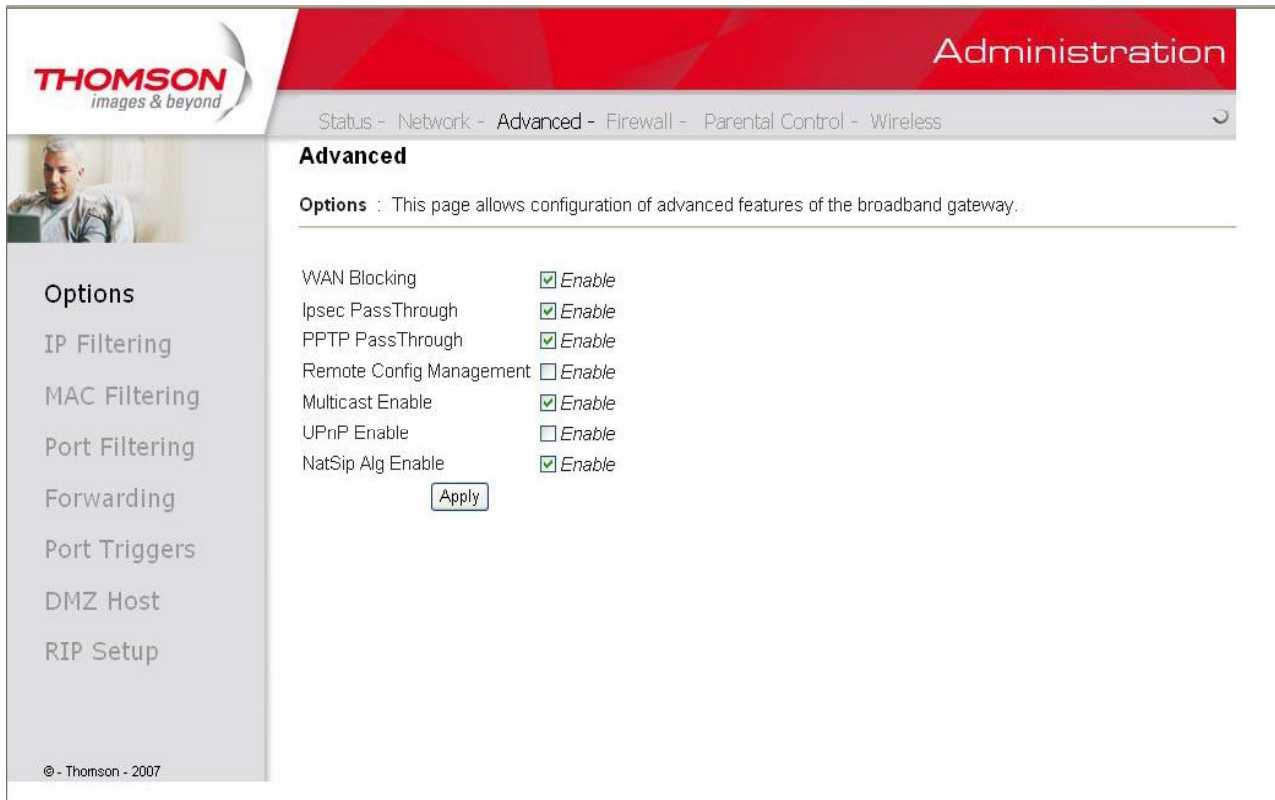 THOMSON
images & beyond
Administration
Status - Network - Advanced - Firewall - Parental Control - Wireless
Advanced
Options : This page allows configuration of advanced features of the broadband gateway.
Options
IP Filtering
MAC Filtering
Port Filtering
Forwarding
Port Triggers
DMZ Host
RIP Setup
WAN Blocking Enable
Ipsec PassThrough Enable
PPTP PassThrough Enable
Remote Config Management Enable
Multicast Enable Enable
UPnP Enable Enable
NatSip Alg Enable Enable
Apply
© - Thomson - 2007